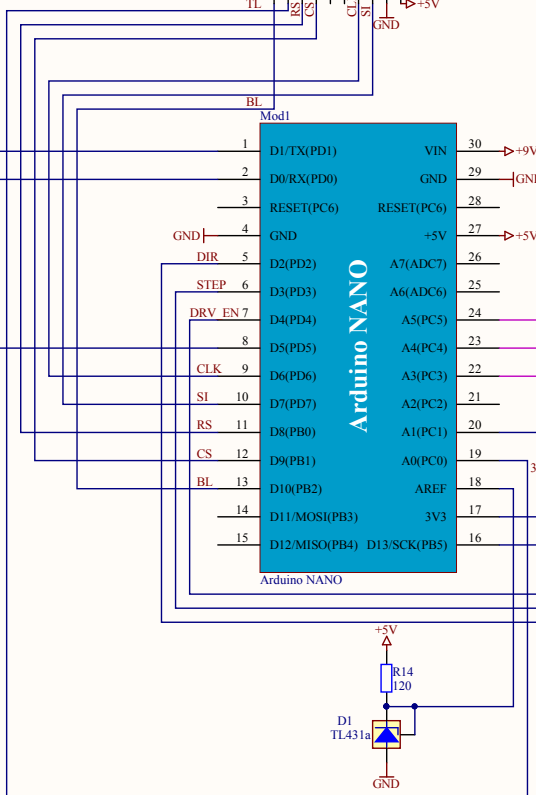 TL
RS
CS
CL
SI
GND
+5V
BL
Mod1
1 D1/TX(PD1) VIN 30 +9V
2 D0/RX(PD0) GND 29 GND
3 RESET(PC6) RESET(PC6) 28
GND 4 GND +5V 27 +5V
DIR 5 D2(PD2) A7(ADC7) 26
STEP 6 D3(PD3) A6(ADC6) 25
DRV_EN 7 D4(PD4) A5(PC5) 24
8 D5(PD5) A4(PC4) 23
CLK 9 D6(PD6) A3(PC3) 22
SI 10 D7(PD7) A2(PC2) 21
RS 11 D8(PB0) A1(PC1) 20
CS 12 D9(PB1) A0(PC0) 19
3
BL 13 D10(PB2) AREF 18
14 D11/MOSI(PB3) 3V3 17
15 D12/MISO(PB4) D13/SCK(PB5) 16
Arduino NANO
Arduino NANO
+5V
R14
120
D1
TL431a
GND